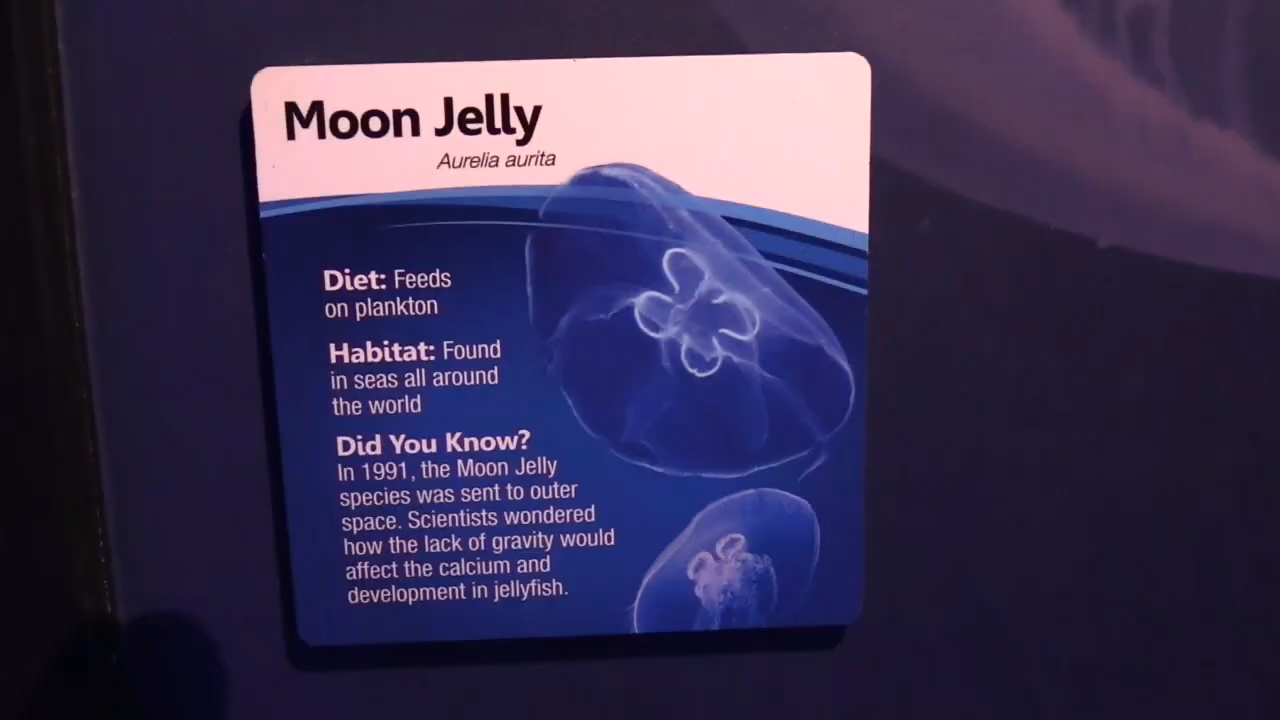 Moon Jelly
Aurelia aurita
Diet: Feeds
on plankton
Habitat: Found
in seas all around
the world
Did You Know?
In 1991, the Moon Jelly
species was sent to outer
space. Scientists wondered
how the lack of gravity would
affect the calcium and
development in jellyfish.